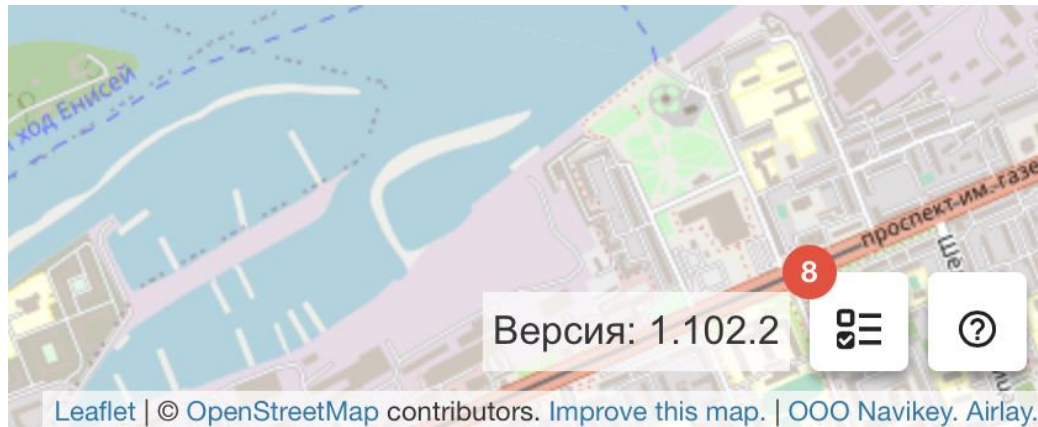 ход Енисей
проспект им. газе
8
Версия: 1.102.2
Leaflet | © OpenStreetMap contributors. Improve this map. | ООО Navikey. Airlay.